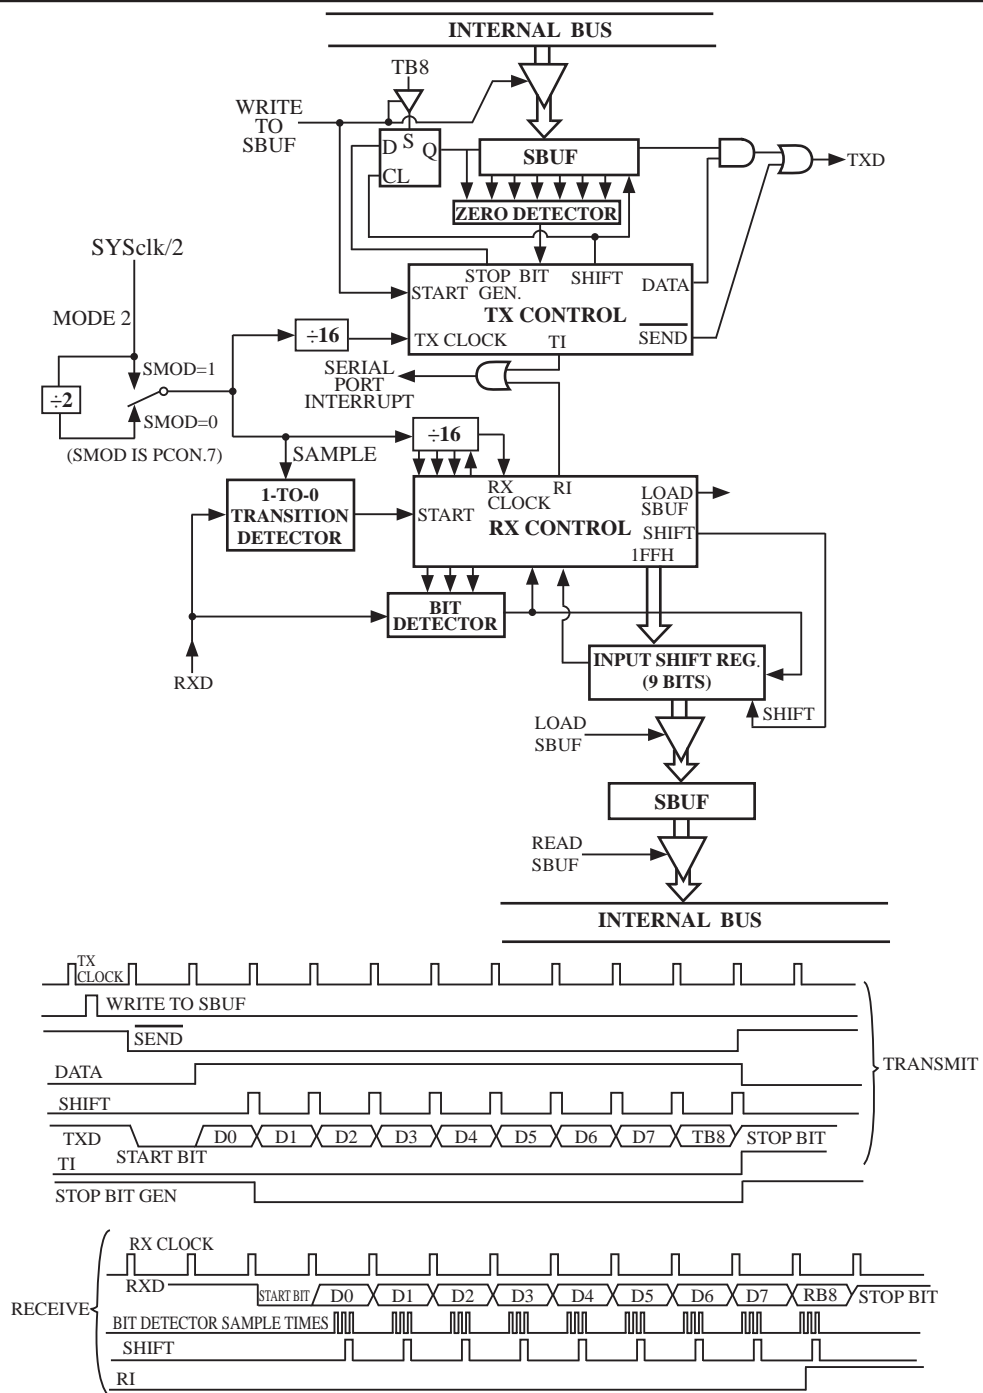 INTERNAL BUS
TB8
WRITE
TO
SBUF
D S Q
CL
SBUF
TXD
ZERO DETECTOR
SYSclk/2
STOP BIT
GEN.
SHIFT
DATA
START
TX CONTROL
MODE 2
÷16
TX CLOCK
TI
SEND
SMOD=1
÷2
SMOD=0
(SMOD IS PCON.7)
SERIAL
PORT
INTERRUPT
÷16
SAMPLE
1-TO-0
TRANSITION
DETECTOR
RX
CLOCK
RI
LOAD
SBUF
START
RX CONTROL
SHIFT
1FFH
BIT
DETECTOR
RXD
INPUT SHIFT REG.
(9 BITS)
SHIFT
LOAD
SBUF
SBUF
READ
SBUF
INTERNAL BUS
TX
CLOCK
WRITE TO SBUF
SEND
DATA
TRANSMIT
SHIFT
TXD
START BIT
D0 D1 D2 D3 D4 D5 D6 D7 TB8 STOP BIT
TI
STOP BIT GEN
RX CLOCK
RXD
START BIT D0 D1 D2 D3 D4 D5 D6 D7 RB8 STOP BIT
RECEIVE
BIT DETECTOR SAMPLE TIMES
SHIFT
RI